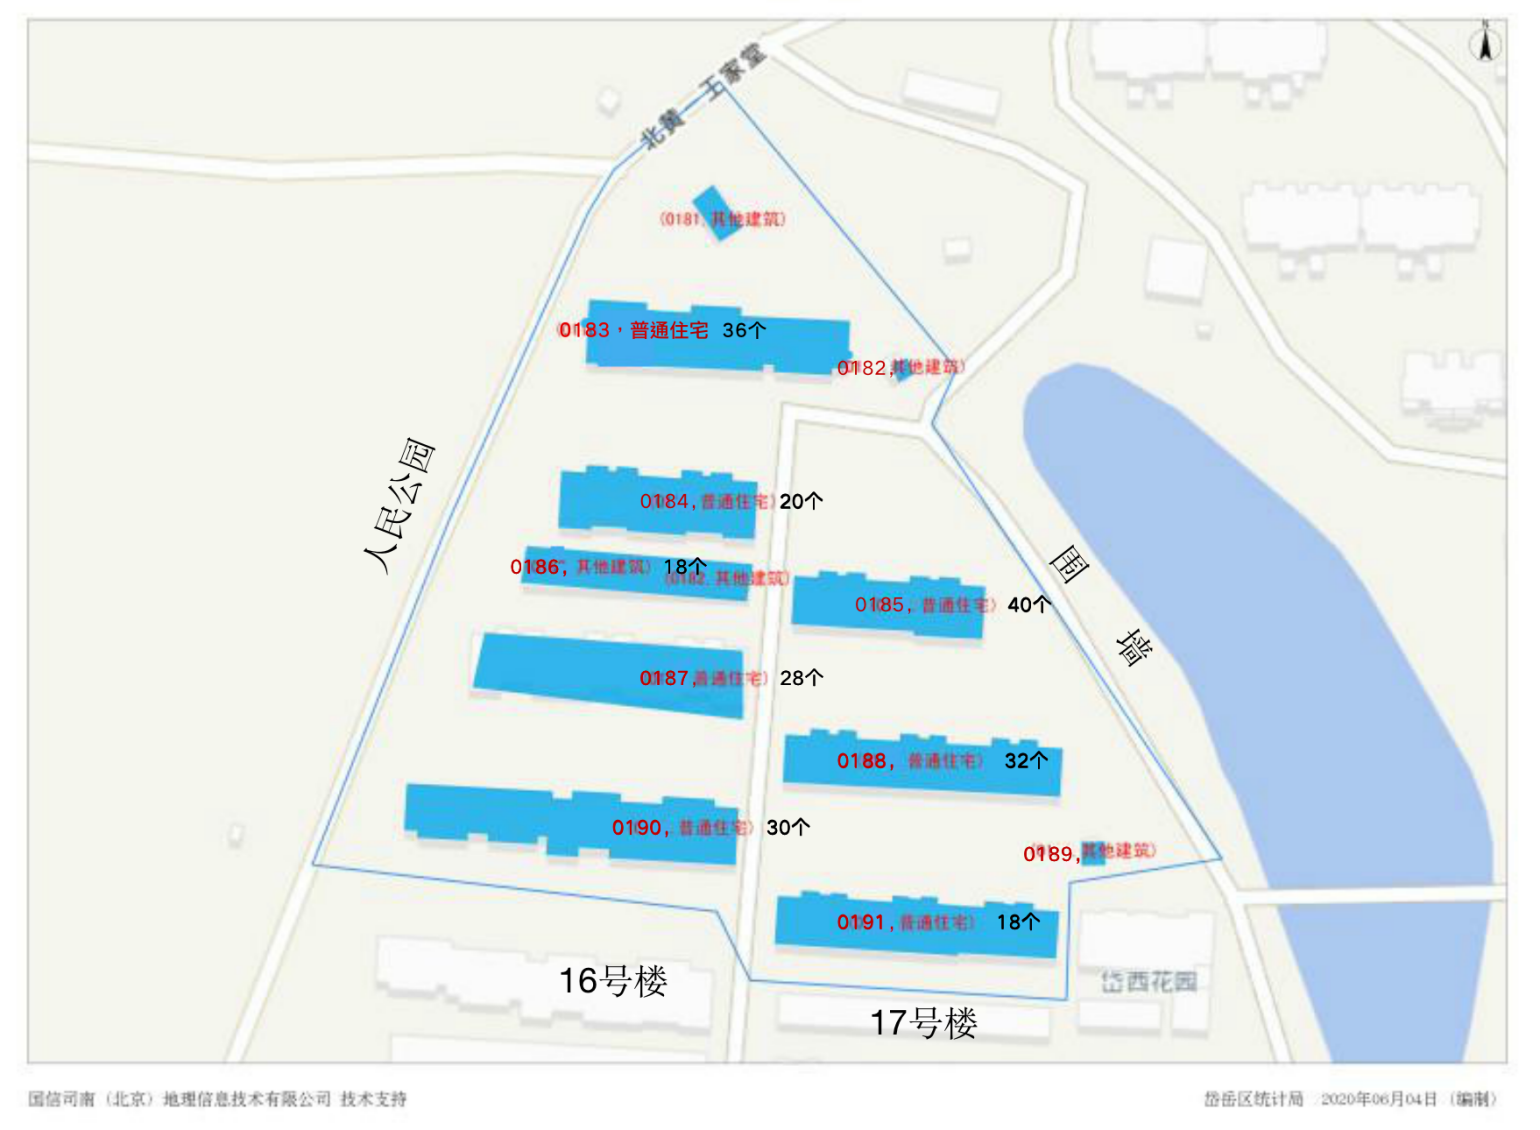 N
北黄 王家堂
(0181, 其他建筑)
0183，普通住宅 36个
0182, 其他建筑)
人民公园
0184, 普通住宅) 20个
0186, 其他建筑) 18个
(0182, 其他建筑)
围墙
0185, 普通住宅) 40个
0187, 普通住宅) 28个
0188, 普通住宅) 32个
0190, 普通住宅) 30个
0189, 其他建筑)
0191, 普通住宅) 18个
16号楼
岱西花园
17号楼
国信司南（北京）地理信息技术有限公司 技术支持
岱岳区统计局 2020年06月04日（编制）